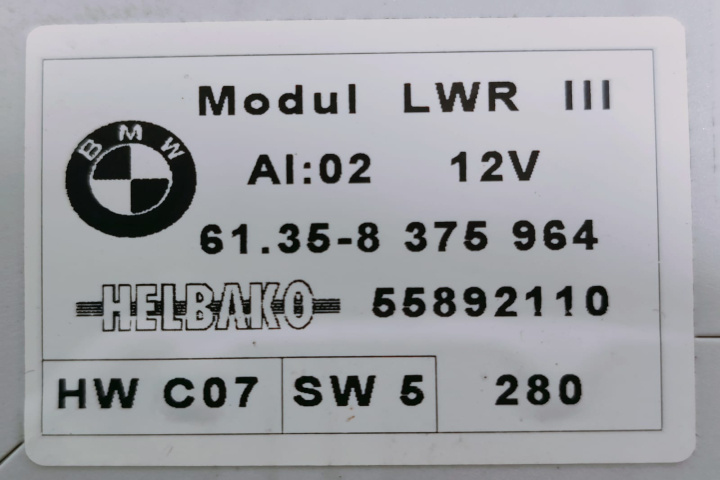 Modul LWR III
BMW
AI:02 12V
61.35-8 375 964
HELBAKO 55892110
HW C07 SW 5 280